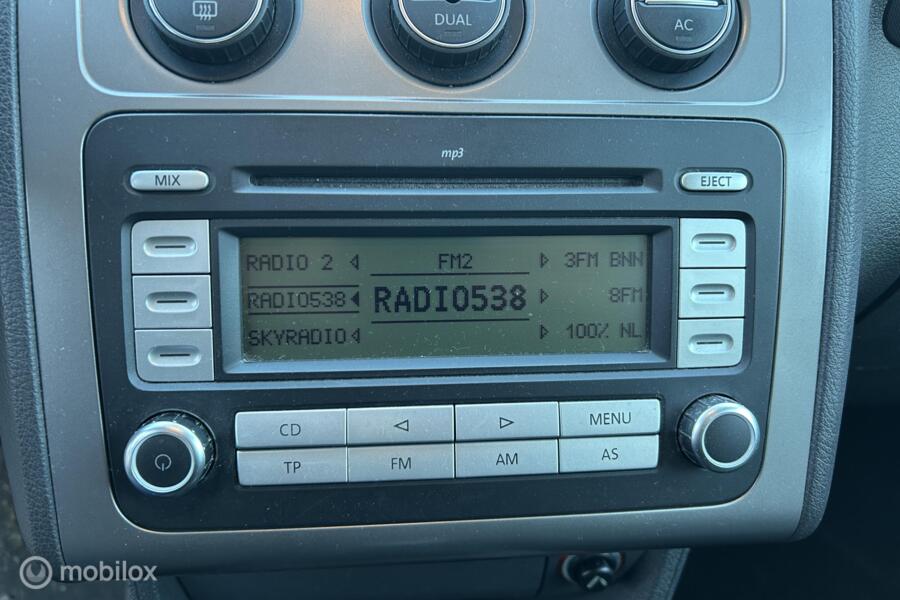 DUAL
AC
mp3
MIX
EJECT
RADIO 2 FM2 3FM BNN
RADIO538 RADIO538 8FM
SKYRADIO 100% NL
CD MENU
TP FM AM AS
mobilox